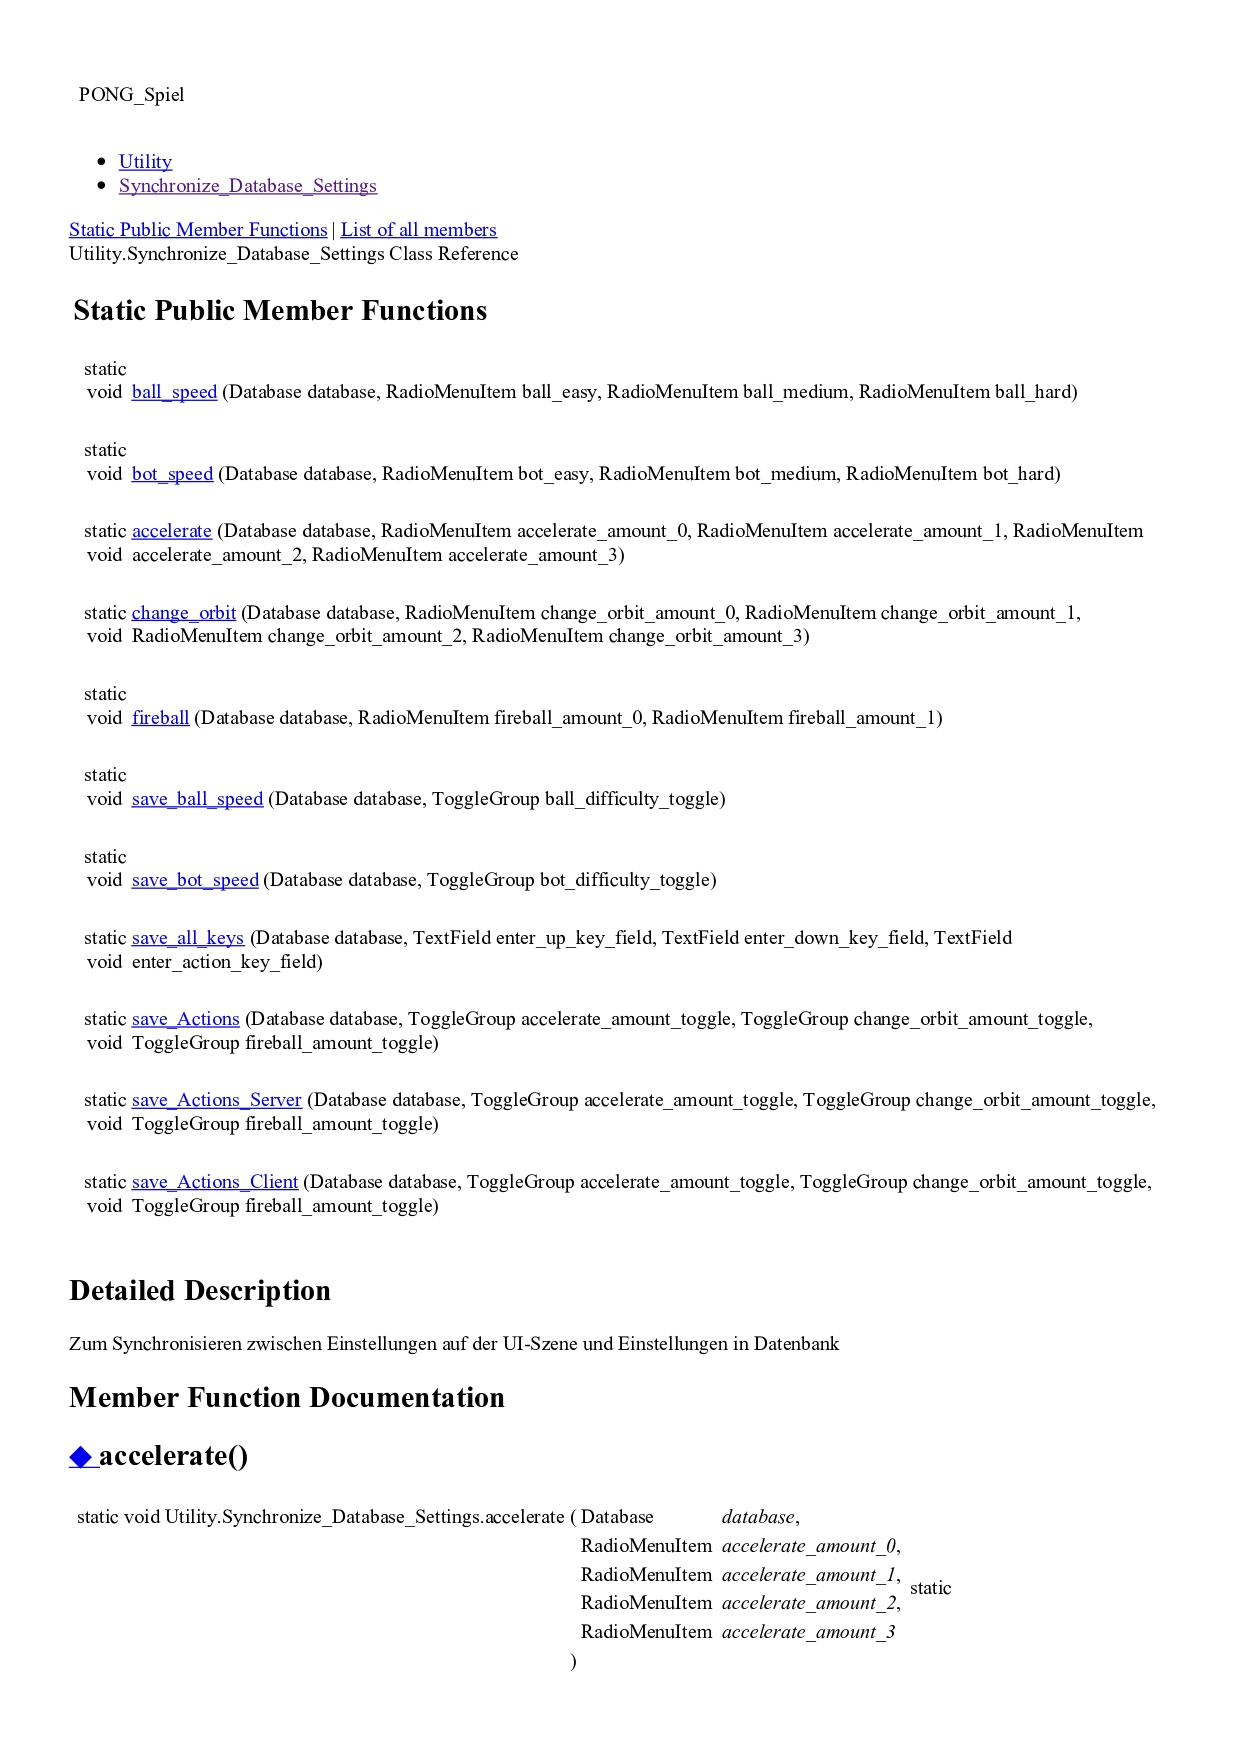 PONG_Spiel
Utility
Synchronize_Database_Settings
Static Public Member Functions | List of all members
Utility.Synchronize_Database_Settings Class Reference
Static Public Member Functions
static
void ball_speed (Database database, RadioMenuItem ball_easy, RadioMenuItem ball_medium, RadioMenuItem ball_hard)
static
void bot_speed (Database database, RadioMenuItem bot_easy, RadioMenuItem bot_medium, RadioMenuItem bot_hard)
static accelerate (Database database, RadioMenuItem accelerate_amount_0, RadioMenuItem accelerate_amount_1, RadioMenuItem
void accelerate_amount_2, RadioMenuItem accelerate_amount_3)
static change_orbit (Database database, RadioMenuItem change_orbit_amount_0, RadioMenuItem change_orbit_amount_1,
void RadioMenuItem change_orbit_amount_2, RadioMenuItem change_orbit_amount_3)
static
void fireball (Database database, RadioMenuItem fireball_amount_0, RadioMenuItem fireball_amount_1)
static
void save_ball_speed (Database database, ToggleGroup ball_difficulty_toggle)
static
void save_bot_speed (Database database, ToggleGroup bot_difficulty_toggle)
static save_all_keys (Database database, TextField enter_up_key_field, TextField enter_down_key_field, TextField
void enter_action_key_field)
static save_Actions (Database database, ToggleGroup accelerate_amount_toggle, ToggleGroup change_orbit_amount_toggle,
void ToggleGroup fireball_amount_toggle)
static save_Actions_Server (Database database, ToggleGroup accelerate_amount_toggle, ToggleGroup change_orbit_amount_toggle,
void ToggleGroup fireball_amount_toggle)
static save_Actions_Client (Database database, ToggleGroup accelerate_amount_toggle, ToggleGroup change_orbit_amount_toggle,
void ToggleGroup fireball_amount_toggle)
Detailed Description
Zum Synchronisieren zwischen Einstellungen auf der UI-Szene und Einstellungen in Datenbank
Member Function Documentation
◆ accelerate()
static void Utility.Synchronize_Database_Settings.accelerate ( Database database,
RadioMenuItem accelerate_amount_0,
RadioMenuItem accelerate_amount_1,
static
RadioMenuItem accelerate_amount_2,
RadioMenuItem accelerate_amount_3
)